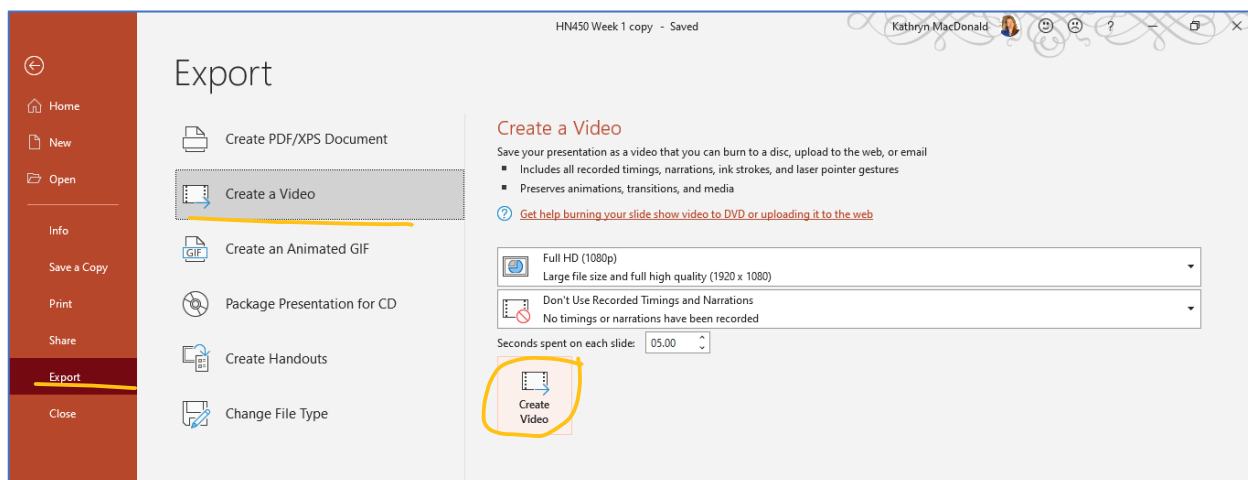 HN450 Week 1 copy - Saved
Kathryn MacDonald
?
Export
Home
New
Open
Info
Save a Copy
Print
Share
Export
Close
Create PDF/XPS Document
Create a Video
GIF
Create an Animated GIF
Package Presentation for CD
Create Handouts
Change File Type
Create a Video
Save your presentation as a video that you can burn to a disc, upload to the web, or email
Includes all recorded timings, narrations, ink strokes, and laser pointer gestures
Preserves animations, transitions, and media
? Get help burning your slide show video to DVD or uploading it to the web
Full HD (1080p)
Large file size and full high quality (1920 x 1080)
Don't Use Recorded Timings and Narrations
No timings or narrations have been recorded
Seconds spent on each slide: 05.00
Create
Video